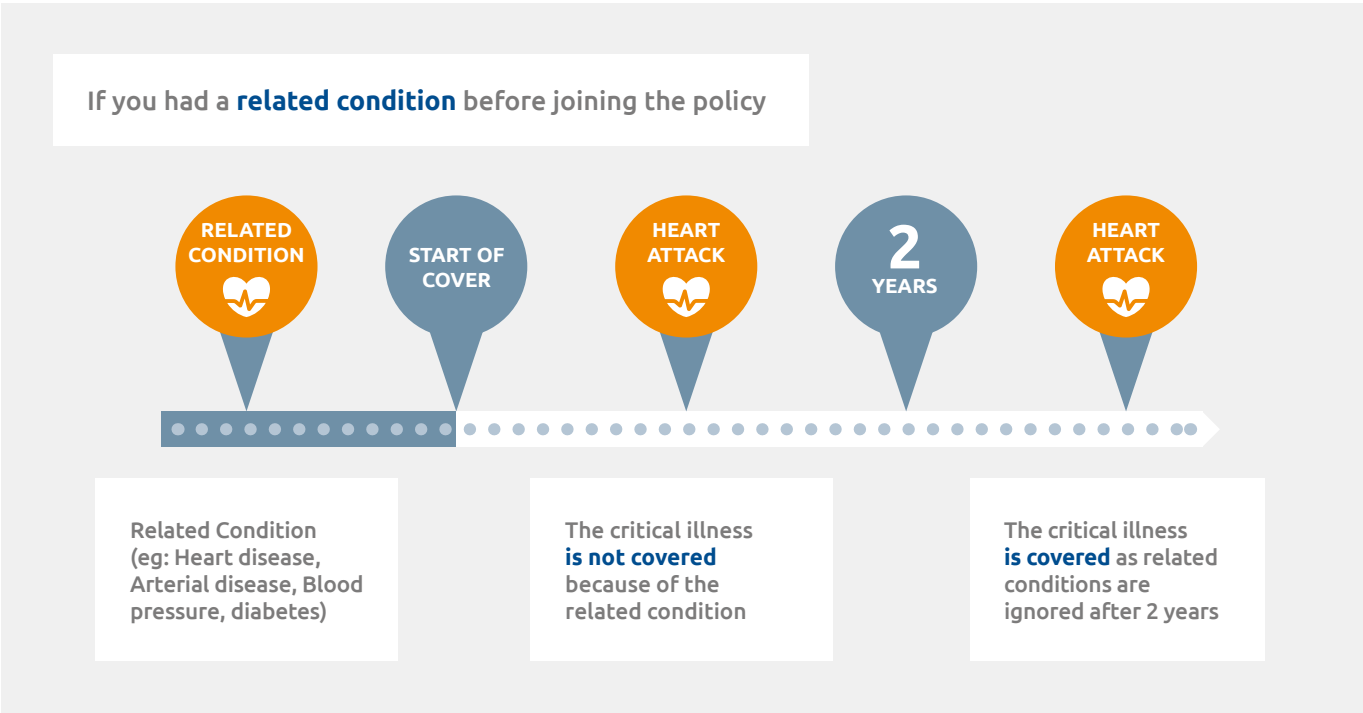 If you had a related condition before joining the policy
RELATED
CONDITION
START OF
COVER
HEART
ATTACK
2
YEARS
HEART
ATTACK
Related Condition
(eg: Heart disease,
Arterial disease, Blood
pressure, diabetes)
The critical illness
is not covered
because of the
related condition
The critical illness
is covered as related
conditions are
ignored after 2 years